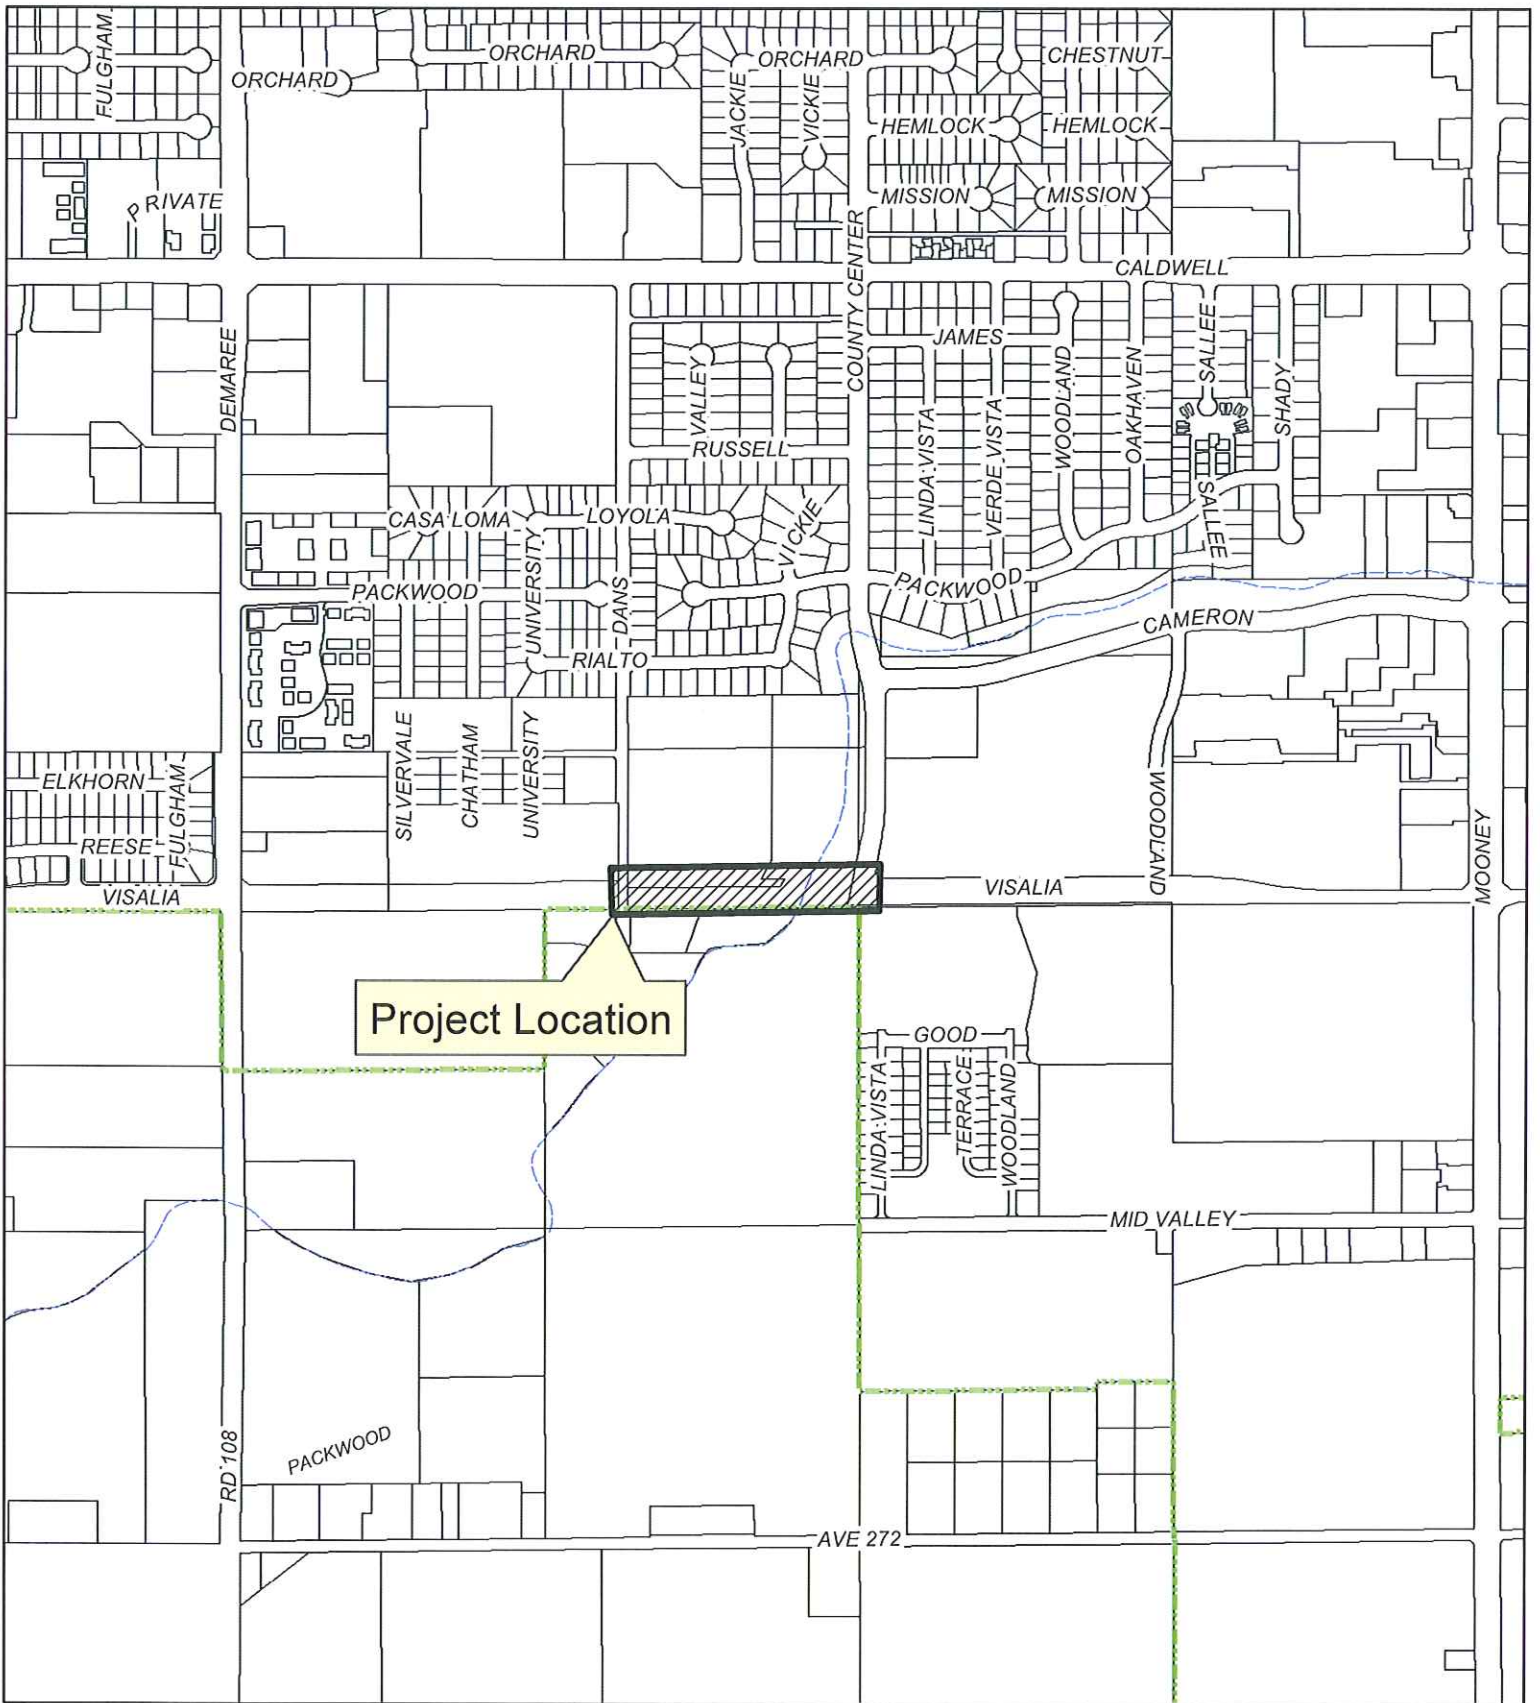 FULGHAM
ORCHARD
ORCHARD
ORCHARD
CHESTNUT
JACKIE
VICKIE
HEMLOCK
HEMLOCK
PRIVATE
MISSION
MISSION
COUNTY CENTER
CALDWELL
DEMAREE
JAMES
SALLEE
VALLEY
WOODLAND
OAKHAVEN
SHADY
LINDA VISTA
VERDE VISTA
RUSSELL
CASA LOMA
LOYOLA
VICKIE
SALLEE
UNIVERSITY
DANS
PACKWOOD
PACKWOOD
CAMERON
RIALTO
SILVERVALE
CHATHAM
UNIVERSITY
ELKHORN
FULGHAM
WOODLAND
REESE
MOONEY
VISALIA
VISALIA
Project Location
GOOD
LINDA VISTA
TERRACE
WOODLAND
MID VALLEY
RD 108
PACKWOOD
AVE 272